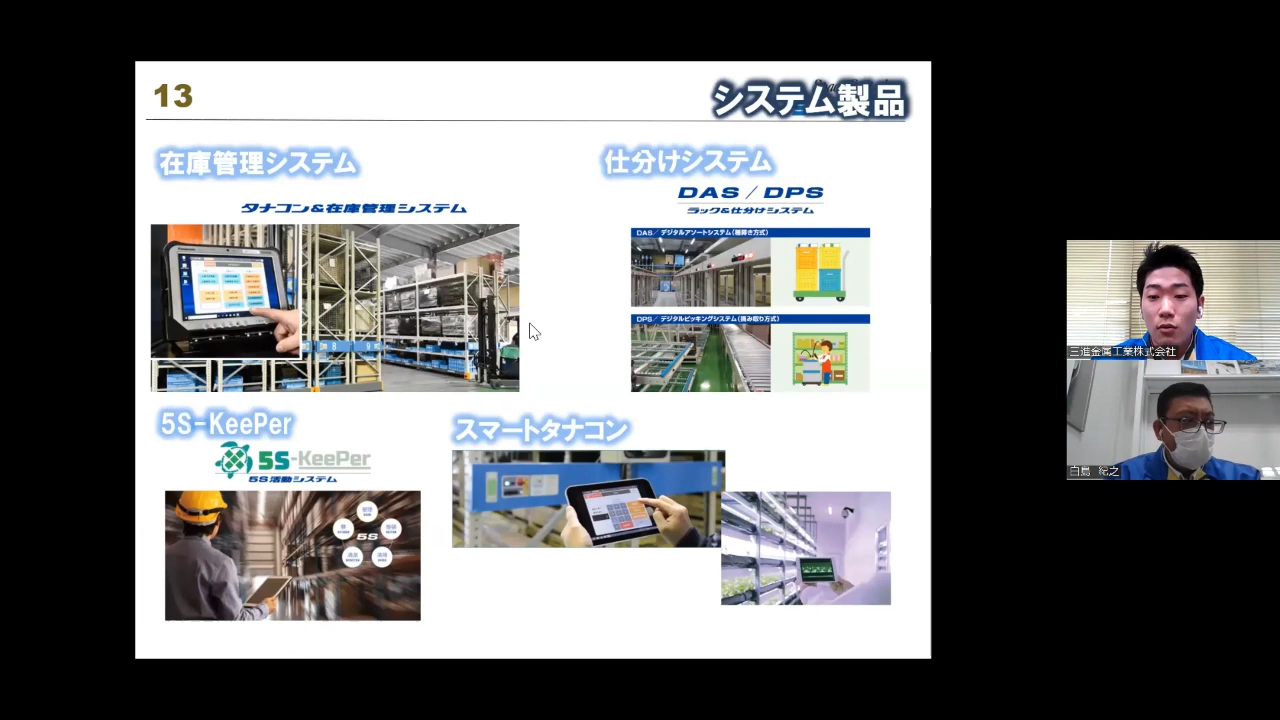 13
システム製品
在庫管理システム
タナコン&在庫管理システム
仕分けシステム
DAS / DPS
ラック&仕分けシステム
DAS/デジタルアソートシステム(種蒔き方式)
DPS/デジタルピッキングシステム(摘み取り方式)
8 9
5S-KeePer
5S-KeePer
5S活動システム
5S
スマートタナコン
三進金属工業株式会社
白島 紀之